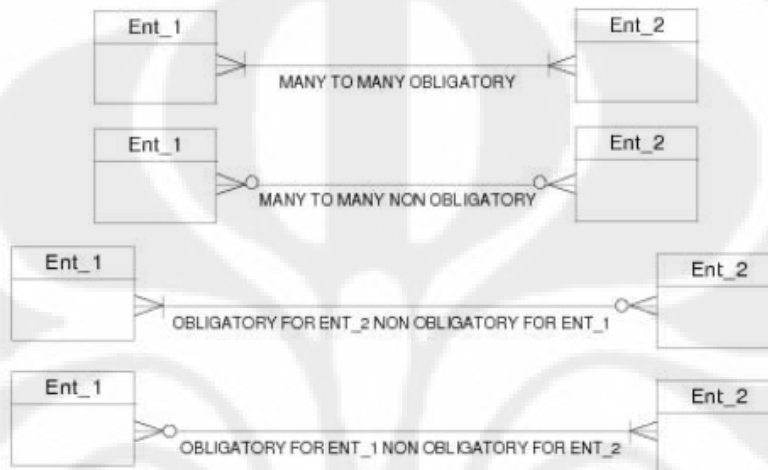 Ent_1
Ent_2
MANY TO MANY OBLIGATORY
Ent_1
Ent_2
MANY TO MANY NON OBLIGATORY
Ent_1
Ent_2
OBLIGATORY FOR ENT_2 NON OBLIGATORY FOR ENT_1
Ent_1
Ent_2
OBLIGATORY FOR ENT_1 NON OBLIGATORY FOR ENT_2